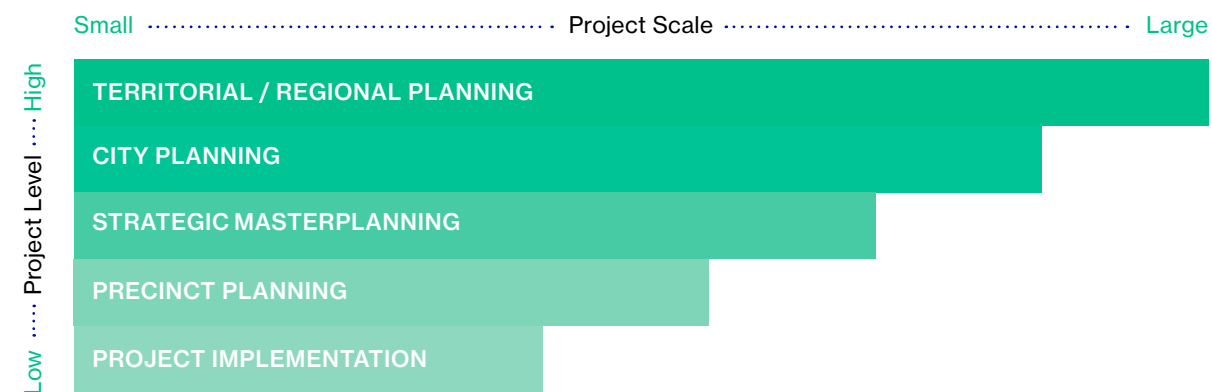 Small Project Scale Large
High
Project Level
Low
TERRITORIAL / REGIONAL PLANNING
CITY PLANNING
STRATEGIC MASTERPLANNING
PRECINCT PLANNING
PROJECT IMPLEMENTATION